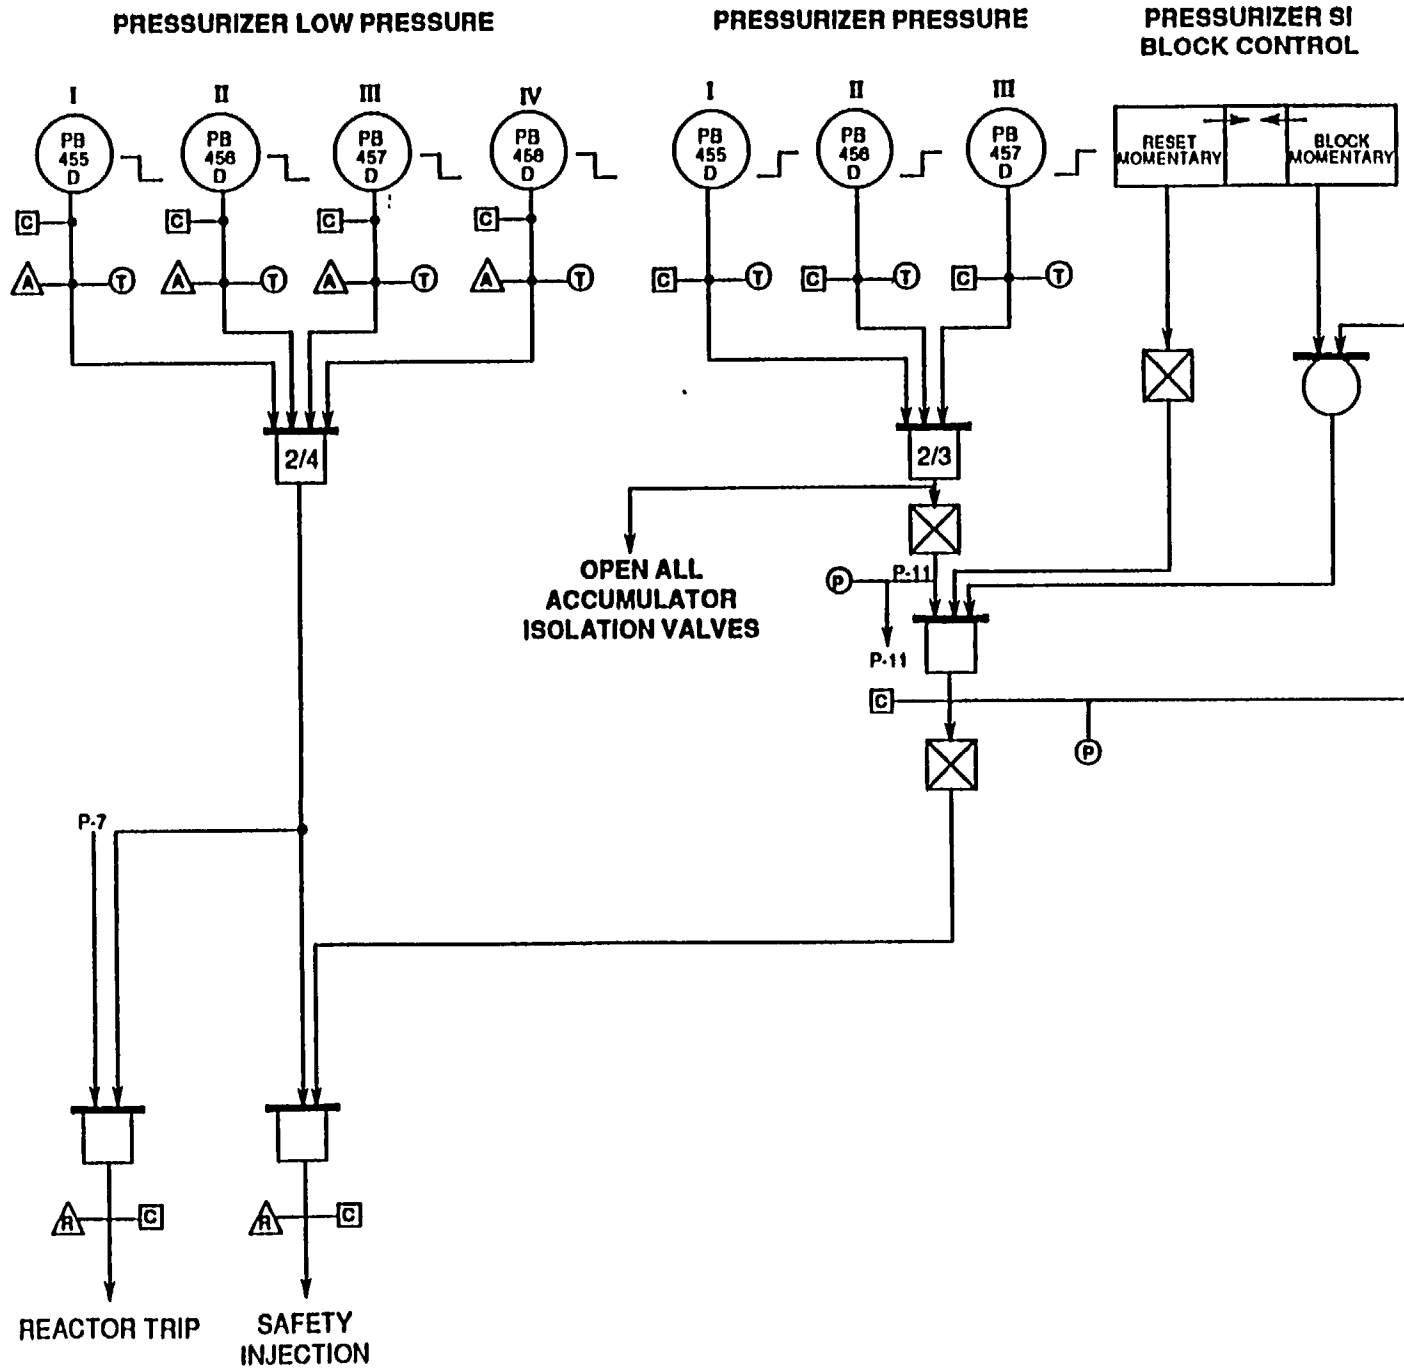 PRESSURIZER LOW PRESSURE
PRESSURIZER PRESSURE
PRESSURIZER SI
BLOCK CONTROL
I
II
III
IV
I
II
III
PB
455
D
PB
456
D
PB
457
D
PB
458
D
PB
455
D
PB
456
D
PB
457
D
RESET
MOMENTARY
BLOCK
MOMENTARY
C
C
C
C
A
T
A
T
A
T
A
T
C
T
C
T
C
T
2/4
2/3
OPEN ALL
ACCUMULATOR
ISOLATION VALVES
P
P-11
P-11
C
P
P-7
R
C
R
C
REACTOR TRIP
SAFETY
INJECTION